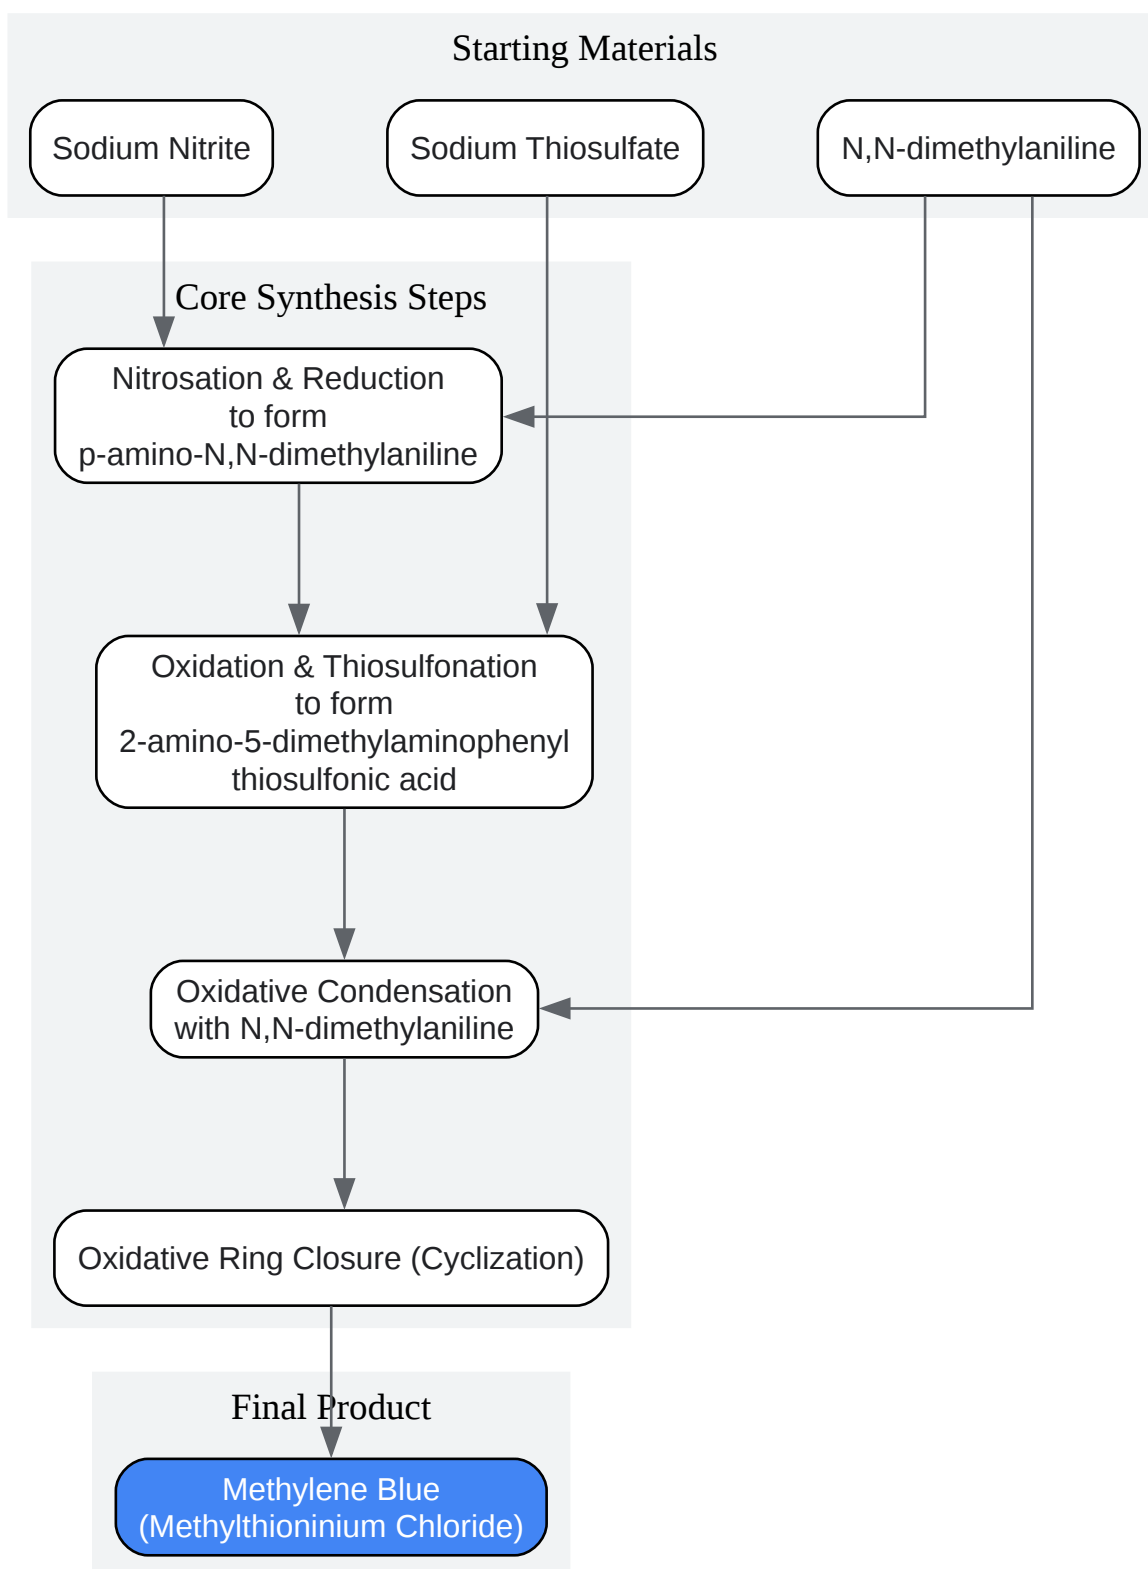 Starting Materials
Sodium Nitrite
Sodium Thiosulfate
N,N-dimethylaniline
Core Synthesis Steps
Nitrosation & Reduction
to form
p-amino-N,N-dimethylaniline
Oxidation & Thiosulfonation
to form
2-amino-5-dimethylaminophenyl
thiosulfonic acid
Oxidative Condensation
with N,N-dimethylaniline
Oxidative Ring Closure (Cyclization)
Final Product
Methylene Blue
(Methylthioninium Chloride)